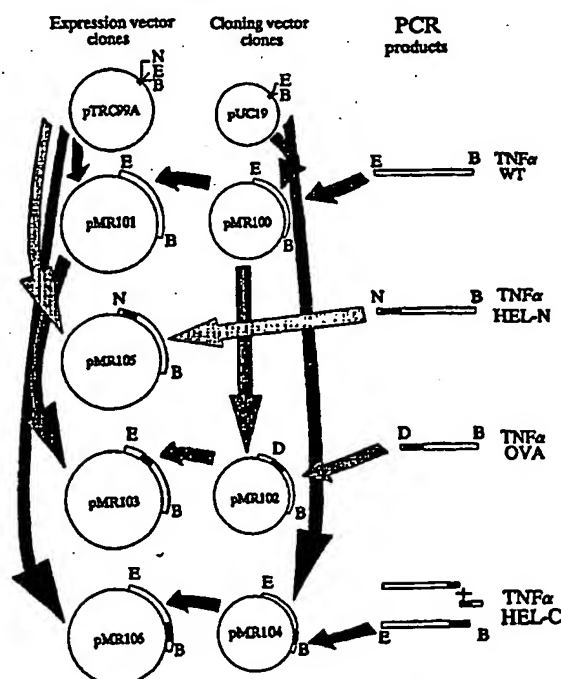 Expression vector
clones
Cloning vector
clones
PCR
products
N
E
B
pTRC99A
E
B
pUC19
E
B
pMR101
E
B
pMR100
E
B
TNFα
WT
N
B
pMR105
N
B
TNFα
HEL-N
E
B
pMR103
D
B
pMR102
D
B
TNFα
OVA
E
B
pMR106
E
B
pMR104
+
E
B
TNFα
HEL-C